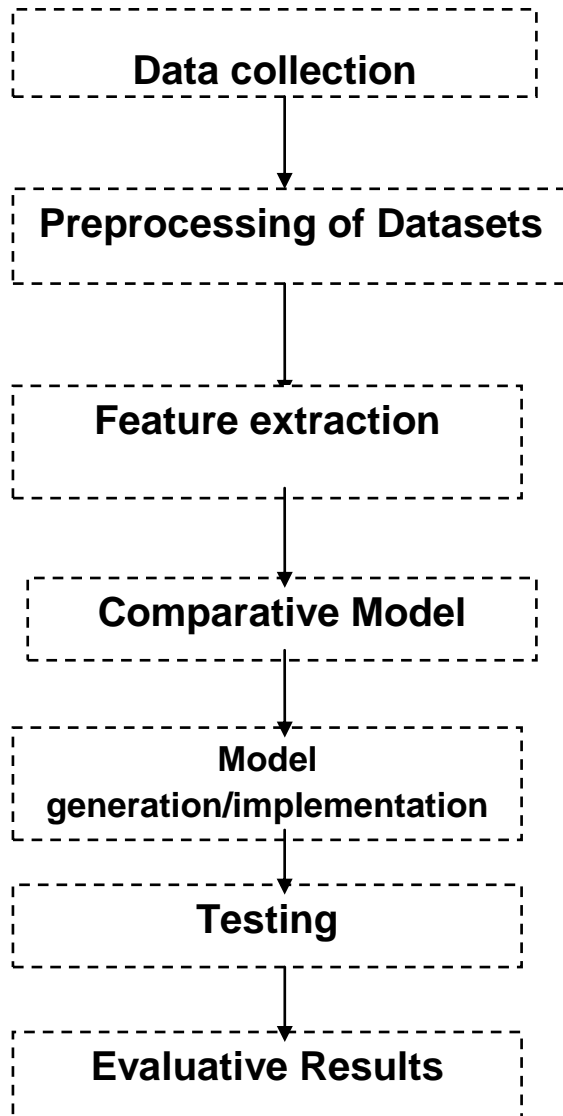 Data collection
Preprocessing of Datasets
Feature extraction
Comparative Model
Model
generation/implementation
Testing
Evaluative Results